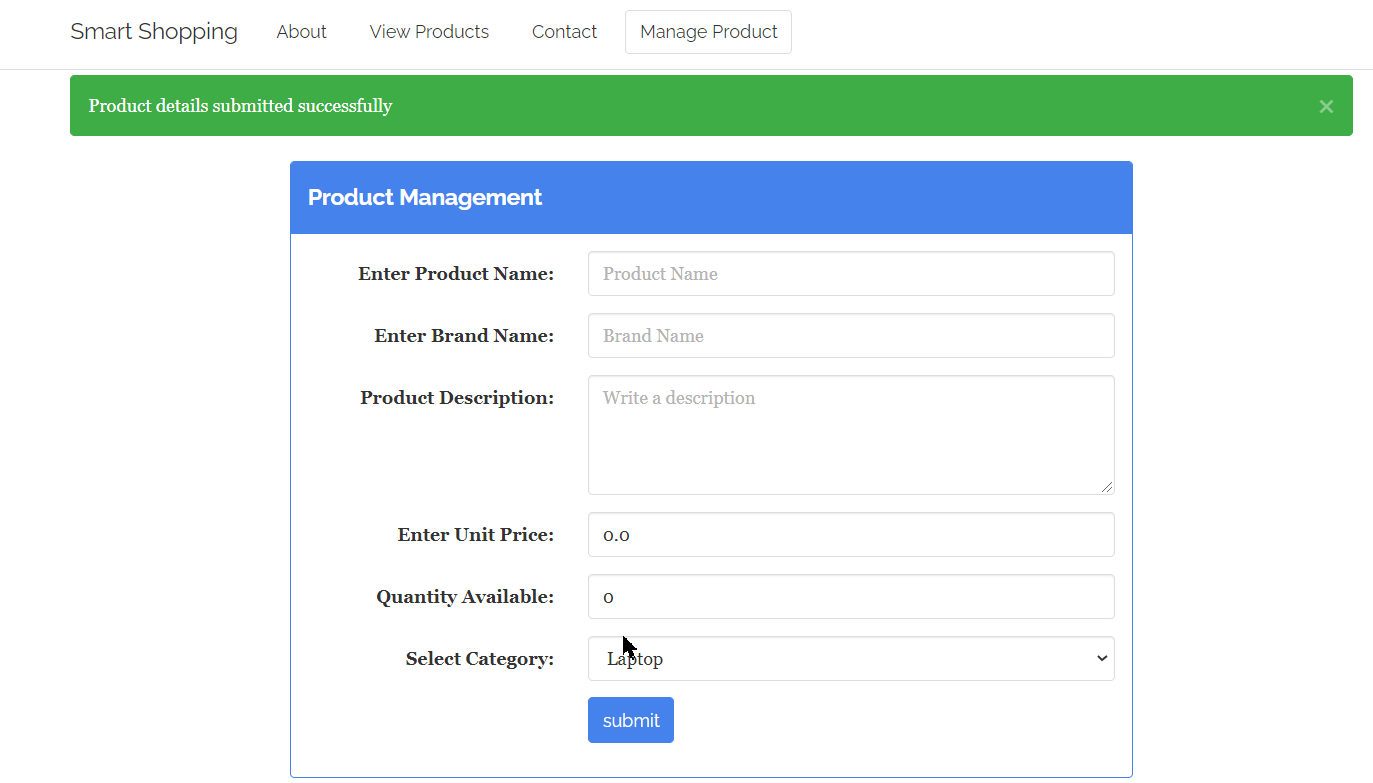 Smart Shopping About View Products Contact Manage Product
Product details submitted successfully ×
Product Management
Enter Product Name: Product Name
Enter Brand Name: Brand Name
Product Description: Write a description
Enter Unit Price: 0.0
Quantity Available: 0
Select Category: Laptop
submit